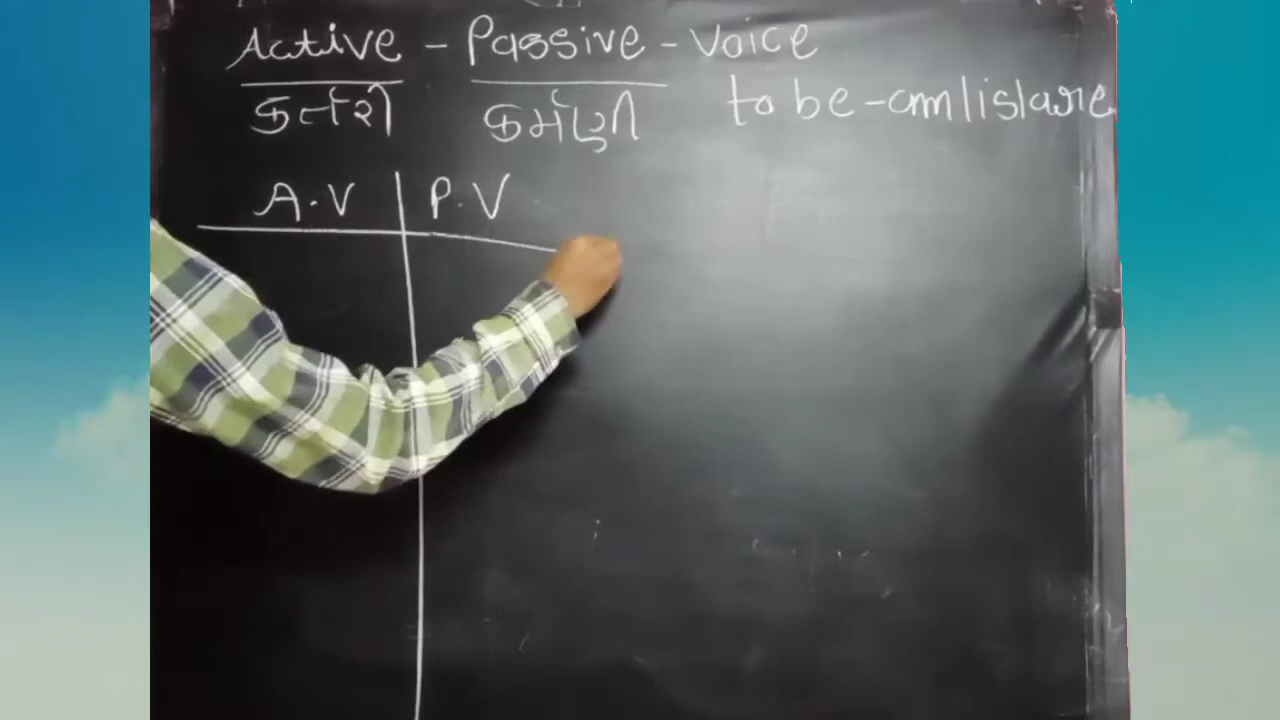 Active - Passive - Voice
કર્તરી કર્મણી to be - am/is/are
A.V P.V